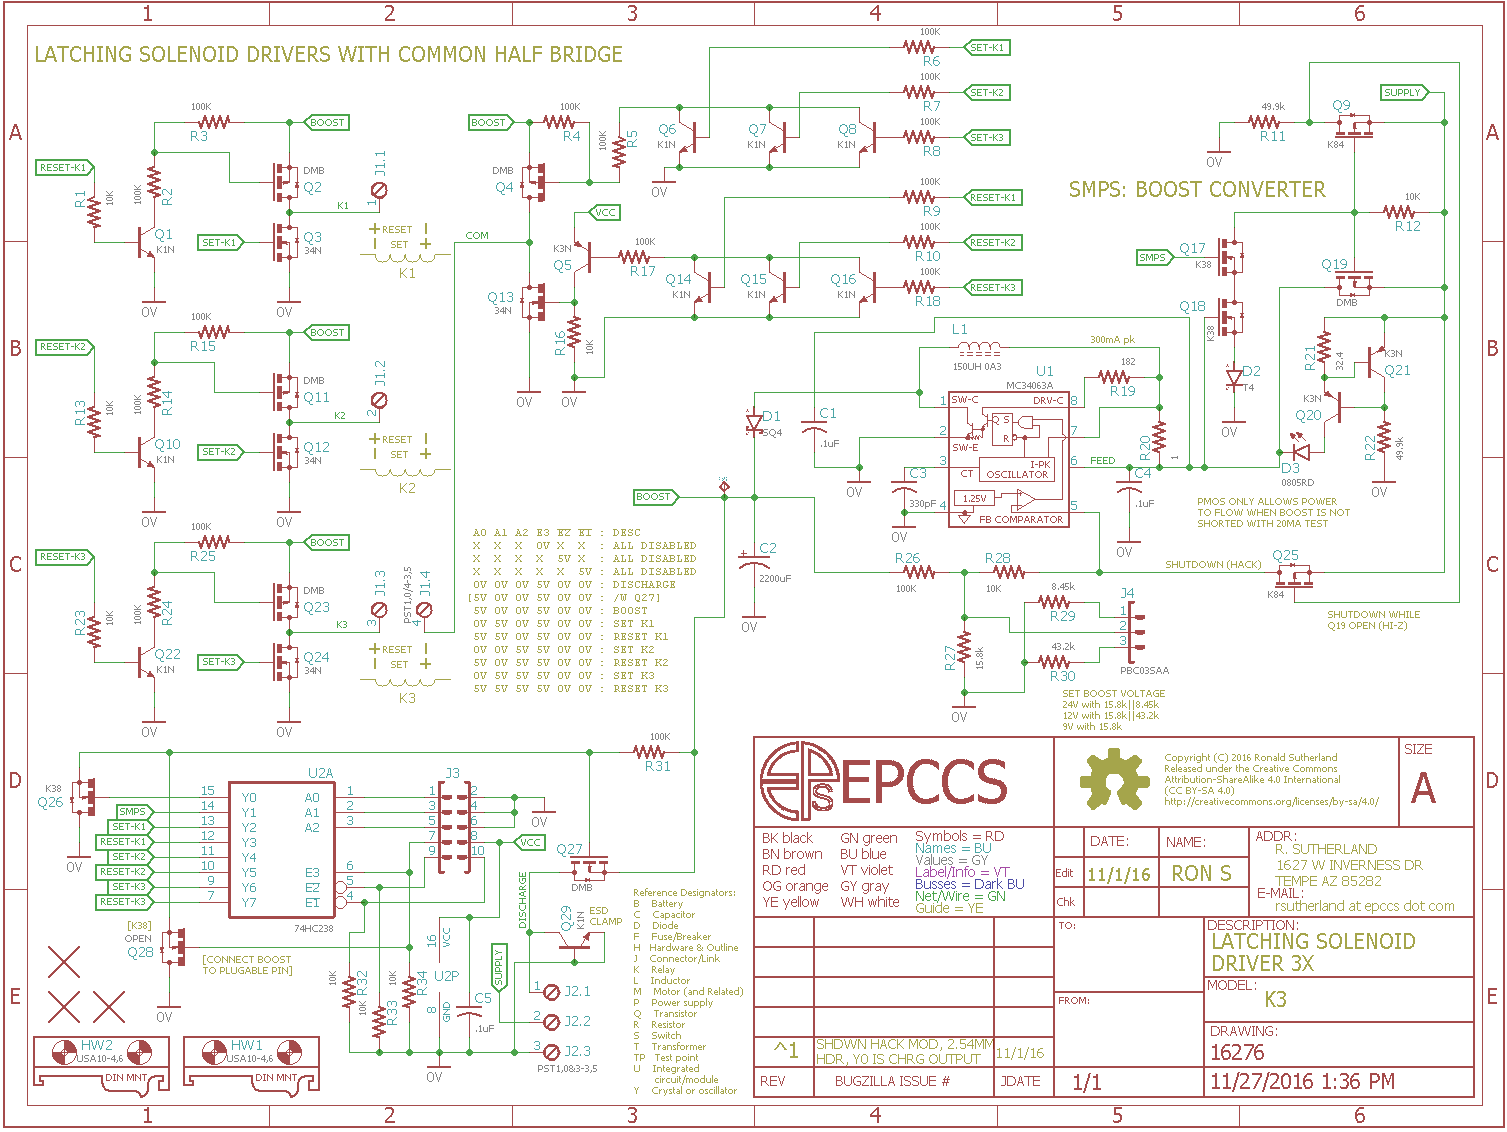 1 2 3 4 5 6
LATCHING SOLENOID DRIVERS WITH COMMON HALF BRIDGE
A
B
C
D
E
100K
R3
BOOST
RESET-K1
R1
10K
100K
R2
DMB
Q2
J1.1
1
K1
Q1
K1N
SET-K1
Q3
34N
+ RESET -
- SET +
K1
0V
0V
100K
R15
BOOST
RESET-K2
R13
10K
100K
R14
DMB
Q11
J1.2
2
K2
Q10
K1N
SET-K2
Q12
34N
+ RESET -
- SET +
K2
0V
0V
100K
R25
BOOST
RESET-K3
R23
10K
100K
R24
DMB
Q23
J1.3
3
PST1,0/4-3,5
J1.4
4
K3
Q22
K1N
SET-K3
Q24
34N
+ RESET -
- SET +
K3
0V
0V
BOOST
100K
R4
100K
R5
DMB
Q4
COM
VCC
K3N
Q5
100K
R17
Q13
34N
R16
10K
0V
0V
Q6
K1N
Q7
K1N
Q8
K1N
0V
100K
R6
SET-K1
100K
R7
SET-K2
100K
R8
SET-K3
100K
R9
RESET-K1
100K
R10
RESET-K2
100K
R18
RESET-K3
Q14
K1N
Q15
K1N
Q16
K1N
SMPS: BOOST CONVERTER
49.9k
R11
0V
Q9
K84
SUPPLY
10K
R12
SMPS
Q17
K38
Q18
K38
Q19
DMB
D2
T4
0V
R21
32.4
K3N
Q21
K3N
Q20
D3
0805RD
R22
49.9k
0V
L1
150UH 0A3
300mA pk
U1
MC34063A
182
R19
R20
1
1 SW-C DRV-C 8
2 SW-E 7
3 CT 6
4 FB COMPARATOR 5
Q S
R
I-PK
OSCILLATOR
1.25V
FEED
D1
SQ4
C1
.1uF
0V
C3
330pF
0V
C4
.1uF
0V
BOOST
C2
2200uF
0V
PMOS ONLY ALLOWS POWER
TO FLOW WHEN BOOST IS NOT
SHORTED WITH 20MA TEST
SHUTDOWN (HACK)
Q25
K84
SHUTDOWN WHILE
Q19 OPEN (HI-Z)
R26
100K
R28
10K
R27
15.8k
0V
8.45k
R29
43.2k
R30
J4
1
2
3
PBC03SAA
SET BOOST VOLTAGE
24V with 15.8k||8.45k
12V with 15.8k||43.2k
9V with 15.8k
A0 A1 A2 E3 E2 E1 : DESC
X X X 0V X X : ALL DISABLED
X X X X 5V X : ALL DISABLED
X X X X X 5V : ALL DISABLED
0V 0V 0V 5V 0V 0V : DISCHARGE
[5V 0V 0V 5V 0V 0V : /W Q27]
5V 0V 0V 5V 0V 0V : BOOST
0V 5V 0V 5V 0V 0V : SET K1
5V 5V 0V 5V 0V 0V : RESET K1
0V 0V 5V 5V 0V 0V : SET K2
5V 0V 5V 5V 0V 0V : RESET K2
0V 5V 5V 5V 0V 0V : SET K3
5V 5V 5V 5V 0V 0V : RESET K3
K38
Q26
0V
SMPS
SET-K1
RESET-K1
SET-K2
RESET-K2
SET-K3
RESET-K3
U2A
15 Y0 A0 1
14 Y1 A1 2
13 Y2 A2 3
12 Y3
11 Y4
10 Y5 E3 6
9 Y6 E2 5
7 Y7 E1 4
74HC238
J3
1 2
3 4
5 6
7 8
9 10
0V
VCC
100K
R31
Q27
DMB
DISCHARGE
Q29
K1N
ESD
CLAMP
SUPPLY
[K38]
OPEN
Q28
0V
[CONNECT BOOST
TO PLUGABLE PIN]
10K
R32
10K
R33
10K
R34
16
VCC
U2P
GND
8
C5
.1uF
0V
1 J2.1
2 J2.2
3 J2.3
PST1,0&3-3,5
HW2
USA10-4,6
DIN MNT
HW1
USA10-4,6
DIN MNT
Reference Designators:
B Battery
C Capacitor
D Diode
F Fuse/Breaker
H Hardware & Outline
J Connector/Link
K Relay
L Inductor
M Motor (and Related)
P Power supply
Q Transistor
R Resistor
S Switch
T Transformer
TP Test point
U Integrated
circuit/module
Y Crystal or oscillator
S EPCCS
Copyright (C) 2016 Ronald Sutherland
Released under the Creative Commons
Attribution-ShareAlike 4.0 International
(CC BY-SA 4.0)
http://creativecommons.org/licenses/by-sa/4.0/
SIZE
A
BK black GN green
BN brown BU blue
RD red VT violet
OG orange GY gray
YE yellow WH white
Symbols = RD
Names = BU
Values = GY
Label/Info = VT
Busses = Dark BU
Net/Wire = GN
Guide = YE
DATE: NAME:
Edit 11/1/16 RON S
Chk
ADDR:
R. SUTHERLAND
1627 W INVERNESS DR
TEMPE AZ 85282
E-MAIL:
rsutherland at epccs dot com
TO:
FROM:
DESCRIPTION:
LATCHING SOLENOID
DRIVER 3X
MODEL:
K3
DRAWING:
16276
^1 SHDWN HACK MOD, 2.54MM
HDR, Y0 IS CHRG OUTPUT 11/1/16
REV BUGZILLA ISSUE # JDATE
1/1
11/27/2016 1:36 PM
A
B
C
D
E
1 2 3 4 5 6